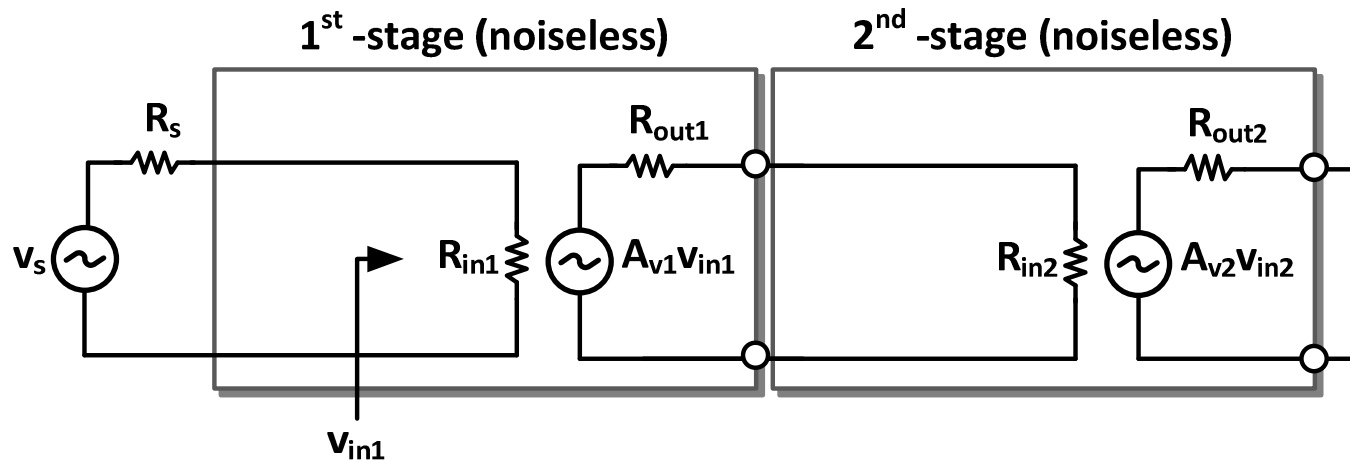 1st -stage (noiseless)
2nd -stage (noiseless)
Rs
Rout1
Rout2
vs
Rin1
Av1vin1
Rin2
Av2vin2
vin1